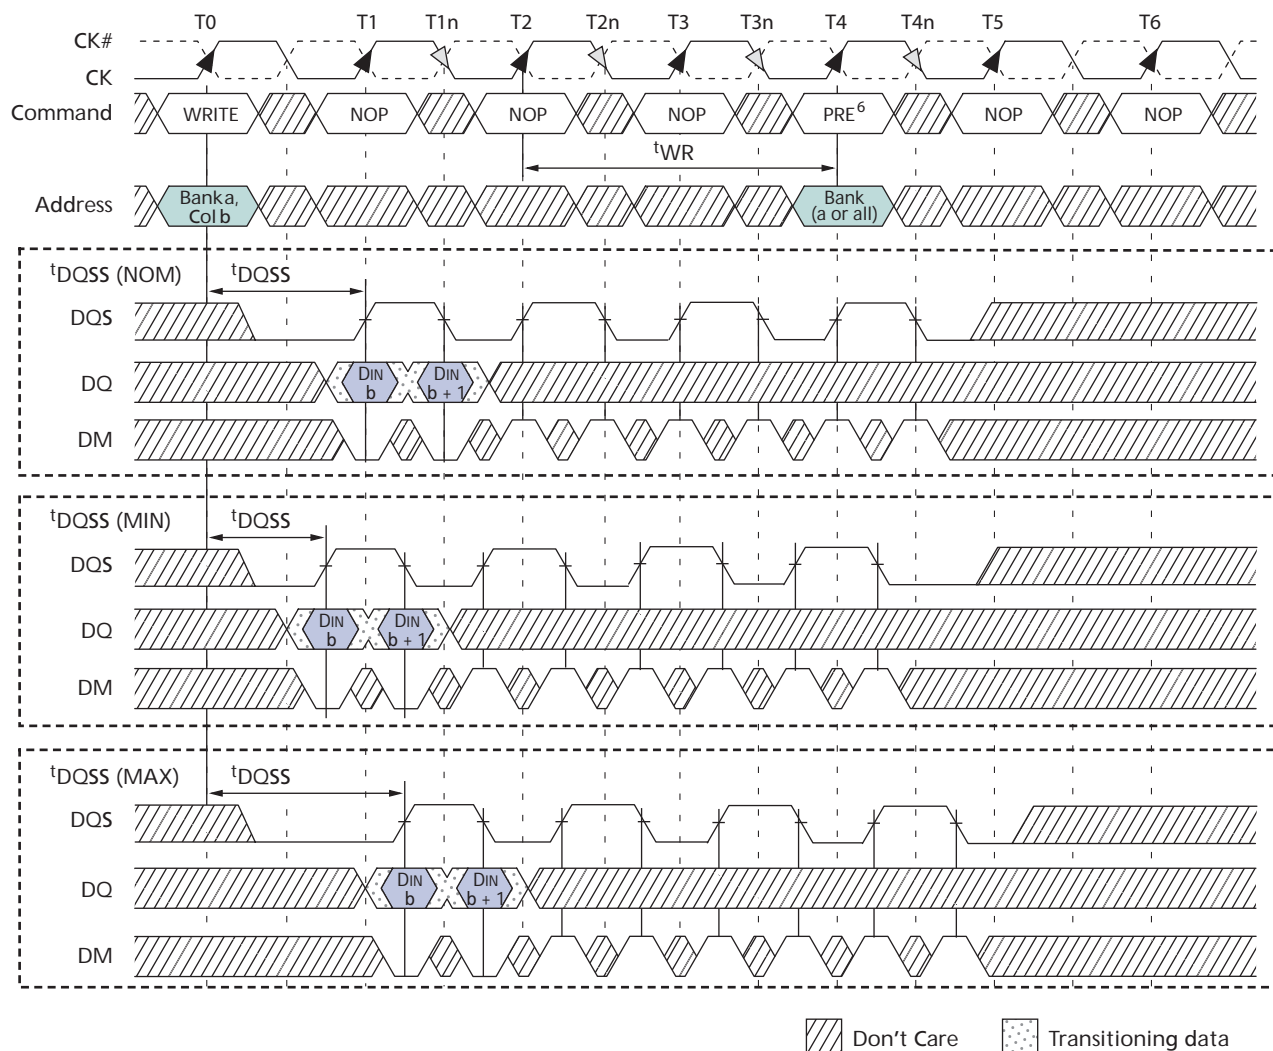 T0 T1 T1n T2 T2n T3 T3n T4 T4n T5 T6
CK#
CK
Command WRITE NOP NOP NOP PRE6 NOP NOP
tWR
Address Bank a, Col b Bank (a or all)
tDQSS (NOM) tDQSS
DQS
DQ DIN b DIN b + 1
DM
tDQSS (MIN) tDQSS
DQS
DQ DIN b DIN b + 1
DM
tDQSS (MAX) tDQSS
DQS
DQ DIN b DIN b + 1
DM
Don't Care Transitioning data